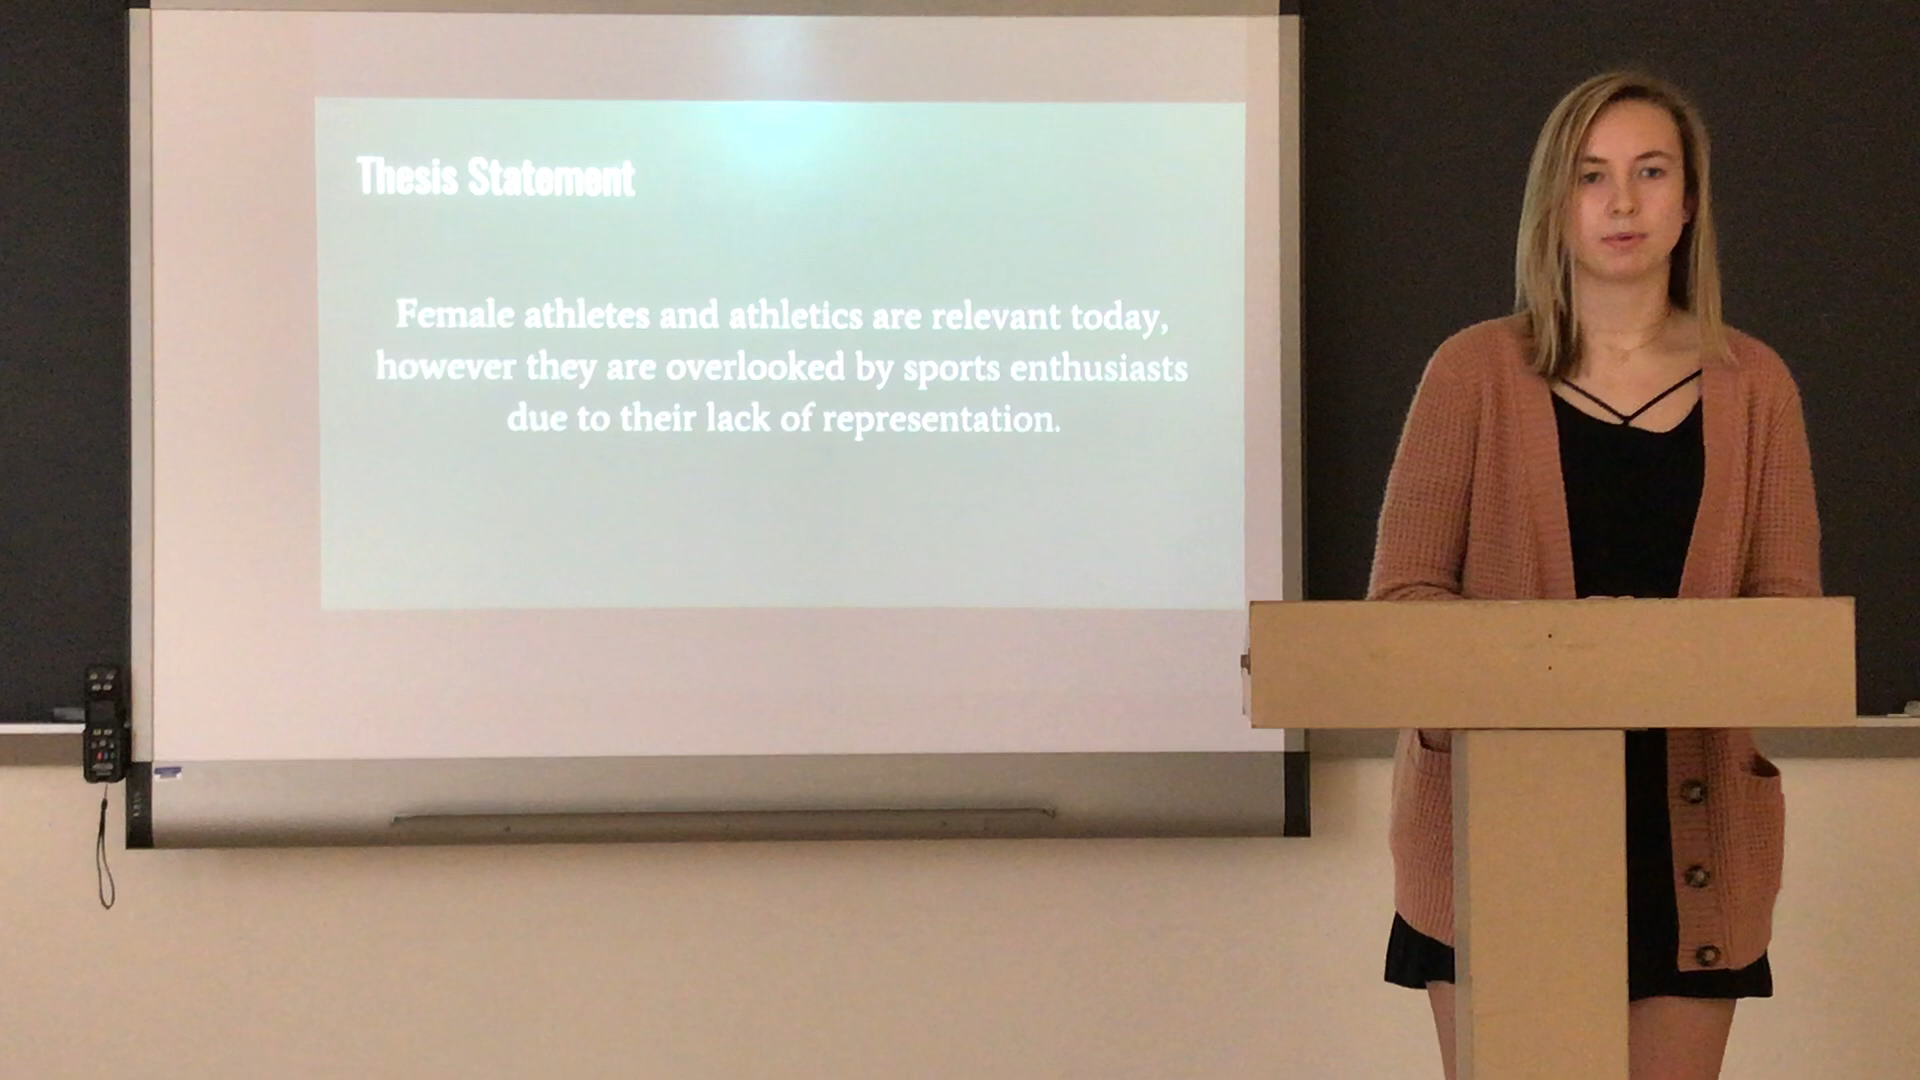 Thesis Statement
Female athletes and athletics are relevant today,
however they are overlooked by sports enthusiasts
due to their lack of representation.